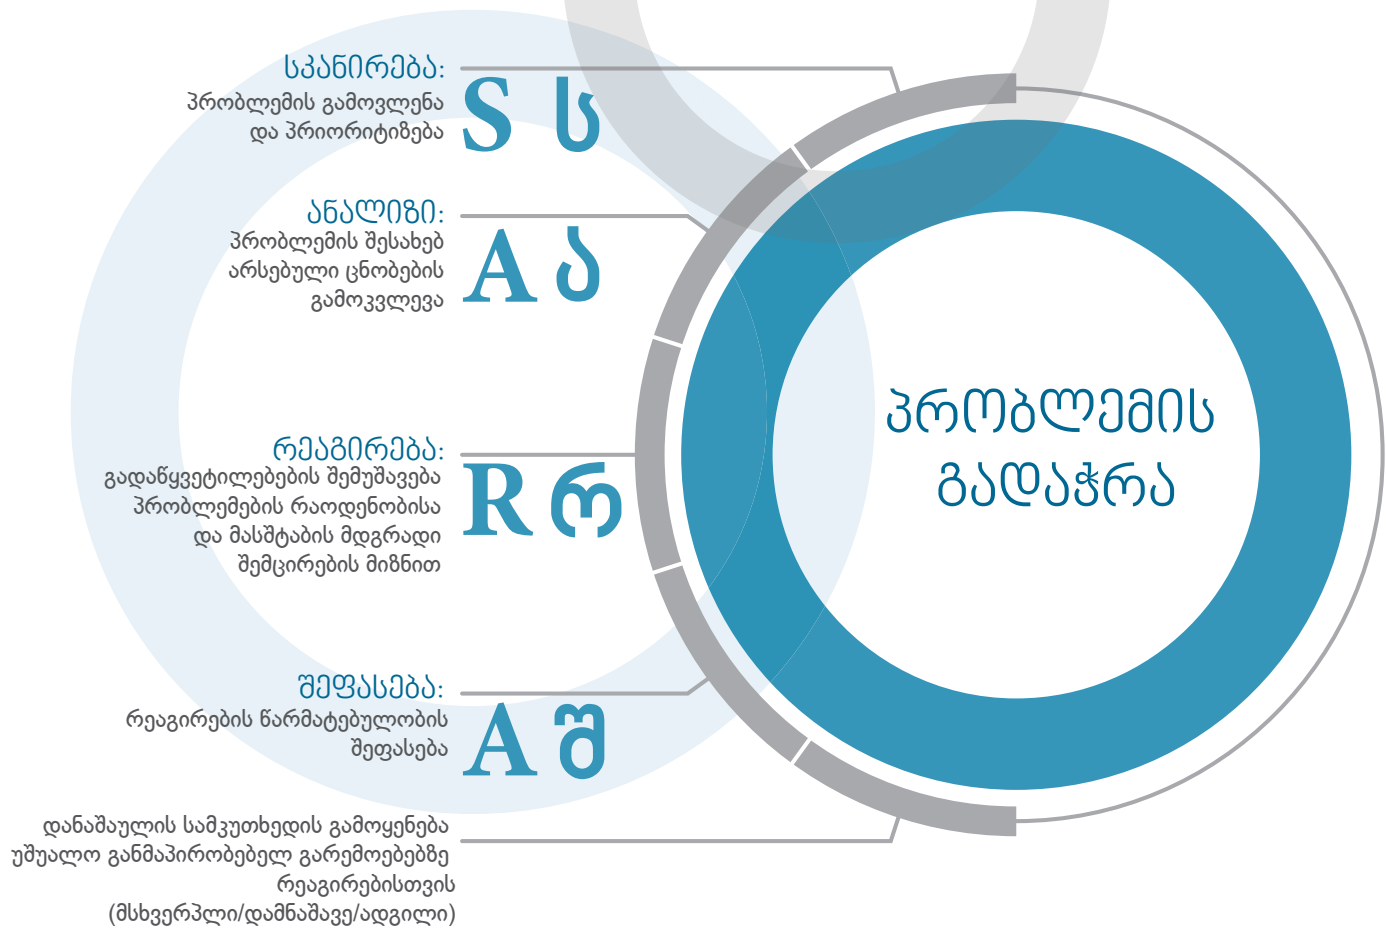 სკანირება:
პრობლემის გამოვლენა
და პრიორიტიზება
S ს
ანალიზი:
პრობლემის შესახებ
არსებული ცნობების
გამოკვლევა
A ა
რეაგირება:
გადაწყვეტილებების შემუშავება
პრობლემების რაოდენობისა
და მასშტაბის მდგრადი
შემცირების მიზნით
R რ
შეფასება:
რეაგირების წარმატებულობის
შეფასება
A შ
დანაშაულის სამკუთხედის გამოყენება
უშუალო განმაპირობებელ გარემოებებზე
რეაგირებისთვის
(მსხვერპლი/დამნაშავე/ადგილი)
პრობლემის
გადაჭრა